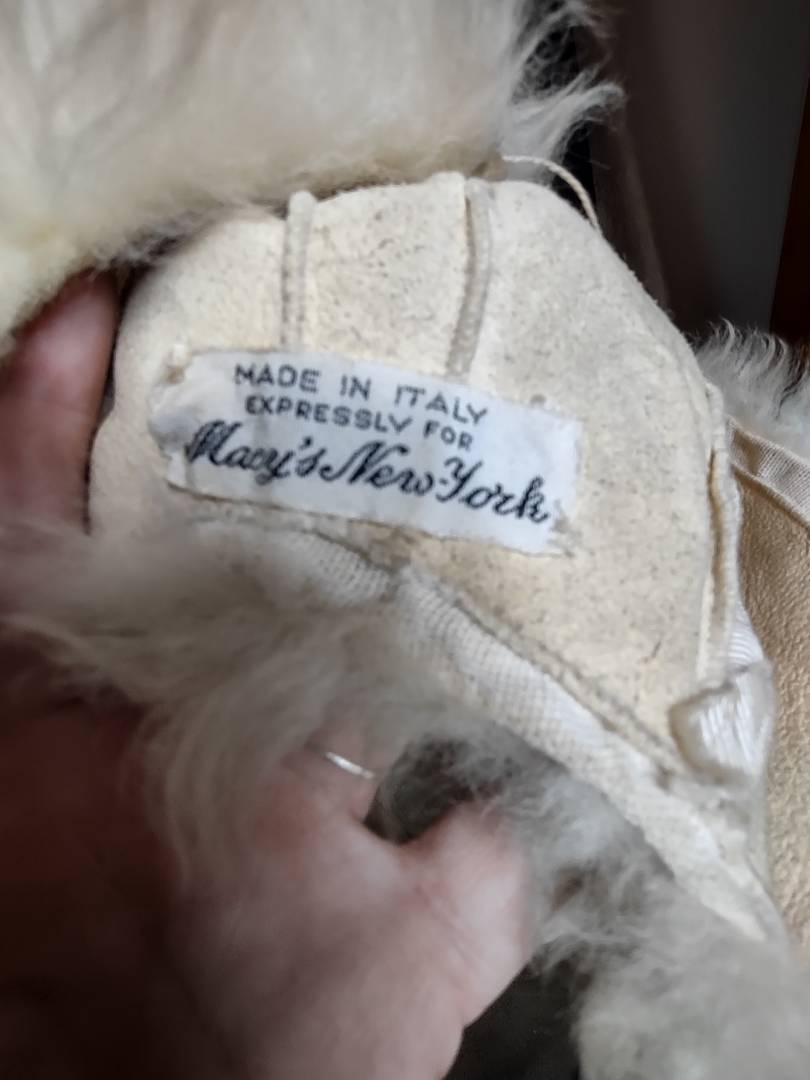 MADE IN ITALY
EXPRESSLY FOR
Macy's New-York